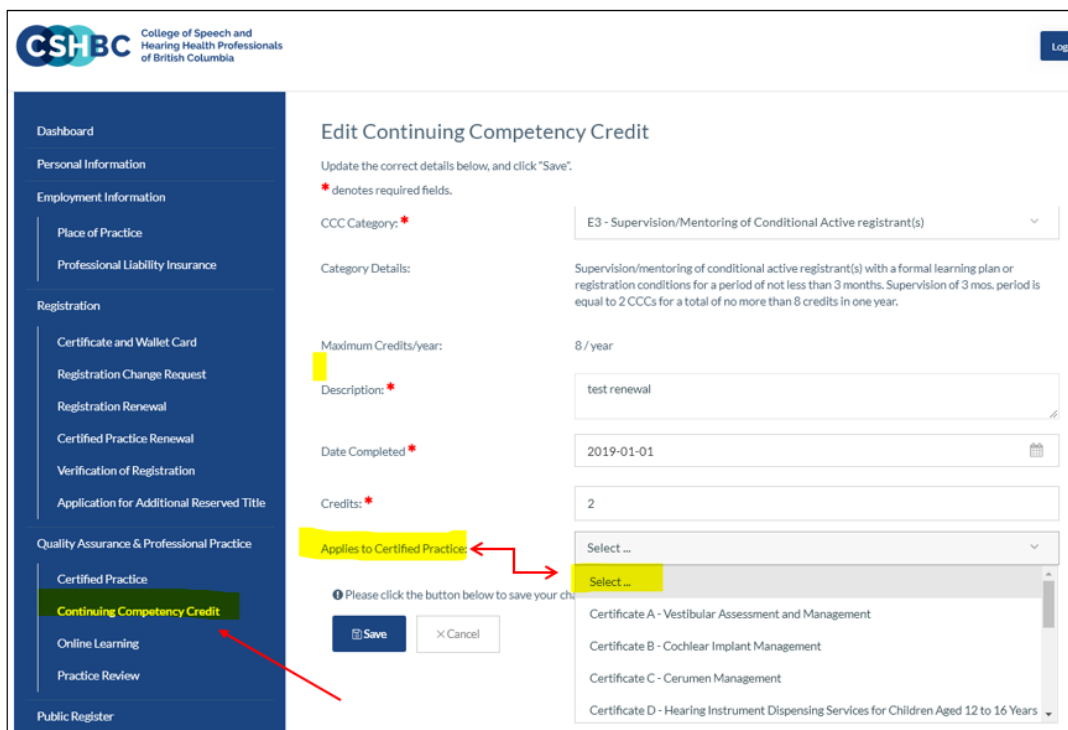 CSHBC
College of Speech and
Hearing Health Professionals
of British Columbia
Log
Dashboard
Personal Information
Employment Information
Place of Practice
Professional Liability Insurance
Registration
Certificate and Wallet Card
Registration Change Request
Registration Renewal
Certified Practice Renewal
Verification of Registration
Application for Additional Reserved Title
Quality Assurance & Professional Practice
Certified Practice
Continuing Competency Credit
Online Learning
Practice Review
Public Register
Edit Continuing Competency Credit
Update the correct details below, and click "Save".
* denotes required fields.
CCC Category: * E3 - Supervision/Mentoring of Conditional Active registrant(s)
Category Details: Supervision/mentoring of conditional active registrant(s) with a formal learning plan or
registration conditions for a period of not less than 3 months. Supervision of 3 mos. period is
equal to 2 CCCs for a total of no more than 8 credits in one year.
Maximum Credits/year: 8 / year
Description: * test renewal
Date Completed * 2019-01-01
Credits: * 2
Applies to Certified Practice: Select ...
Select ...
Please click the button below to save your cha
Certificate A - Vestibular Assessment and Management
Save Cancel
Certificate B - Cochlear Implant Management
Certificate C - Cerumen Management
Certificate D - Hearing Instrument Dispensing Services for Children Aged 12 to 16 Years